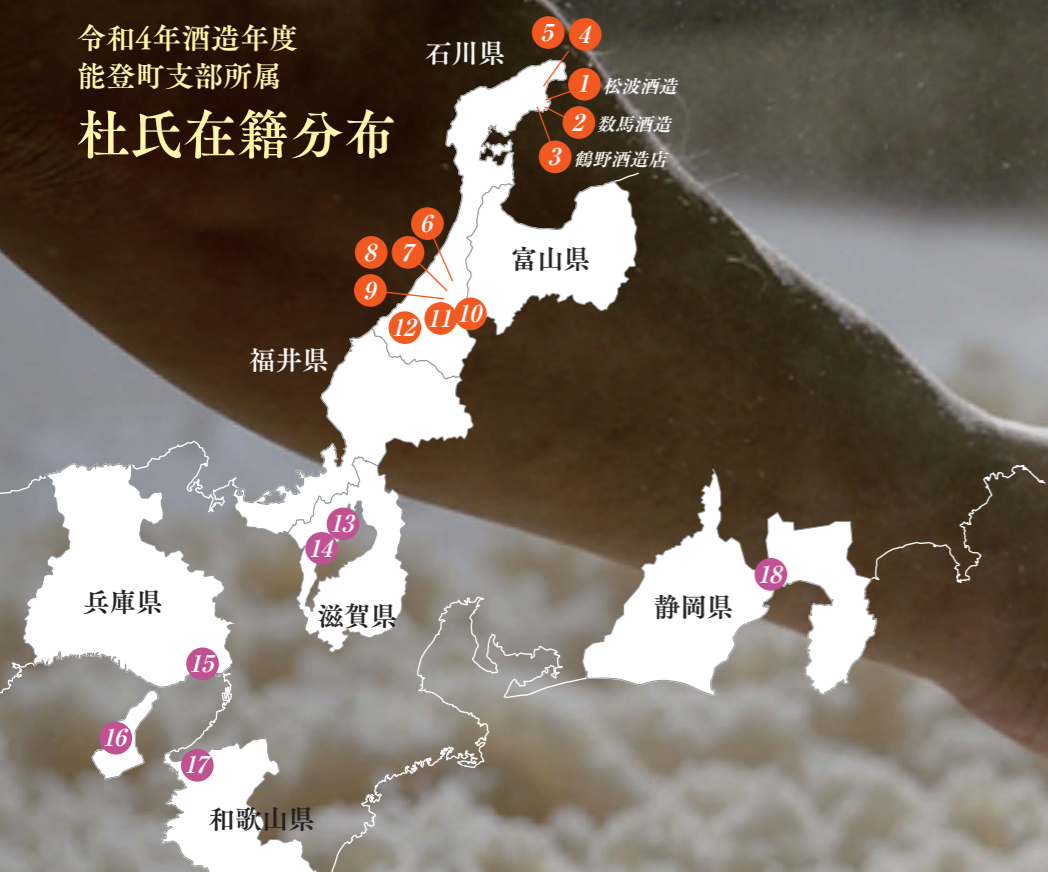 令和4年酒造年度
能登町支部所属
杜氏在籍分布
石川県
5 4
1 松波酒造
2 数馬酒造
3 鶴野酒造店
6
富山県
8 7
9
12 11 10
福井県
13
14
18
兵庫県
滋賀県
静岡県
15
16
17
和歌山県